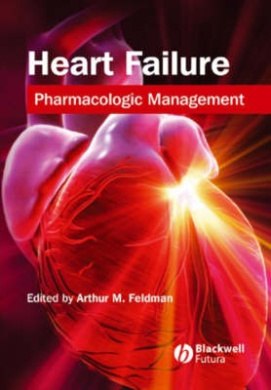 Heart Failure
Pharmacologic Management
Edited by Arthur M. Feldman
Blackwell
Futura